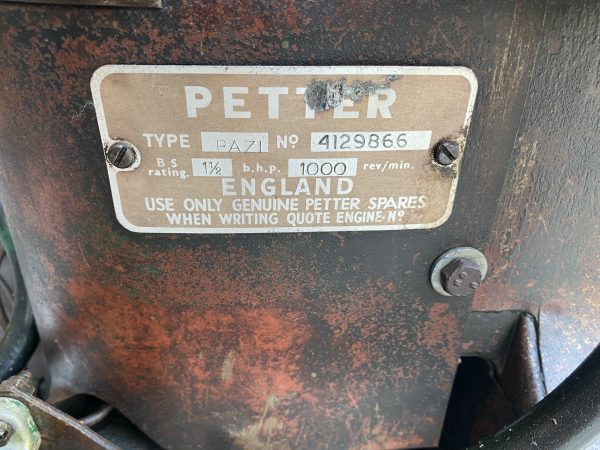 PETTER
TYPE PAZ1 Nº 4129866
B S rating. 1½ b.h.p. 1000 rev/min.
ENGLAND
USE ONLY GENUINE PETTER SPARES
WHEN WRITING QUOTE ENGINE Nº